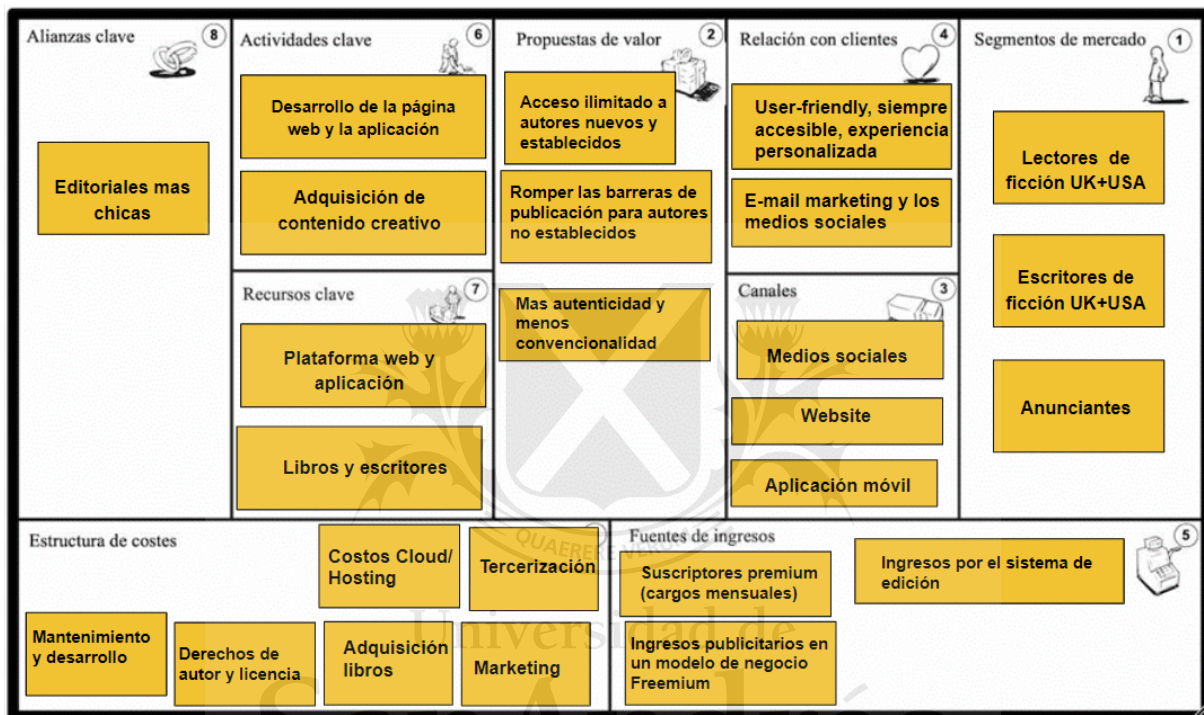 Alianzas clave
8
Editoriales mas
chicas
Actividades clave
6
Desarrollo de la página
web y la aplicación
Adquisición de
contenido creativo
Recursos clave
7
Plataforma web y
aplicación
Libros y escritores
Propuestas de valor
2
Acceso ilimitado a
autores nuevos y
establecidos
Romper las barreras de
publicación para autores
no establecidos
Mas autenticidad y
menos
convencionalidad
Relación con clientes
4
User-friendly, siempre
accesible, experiencia
personalizada
E-mail marketing y los
medios sociales
Canales
3
Medios sociales
Website
Aplicación móvil
Segmentos de mercado
1
Lectores de
ficción UK+USA
Escritores de
ficción UK+USA
Anunciantes
Estructura de costes
Costos Cloud/
Hosting
Tercerización
Mantenimiento
y desarrollo
Derechos de
autor y licencia
Adquisición
libros
Marketing
Fuentes de ingresos
5
Suscriptores premium
(cargos mensuales)
Ingresos por el sistema de
edición
Ingresos publicitarios en
un modelo de negocio
Freemium
QUAERERE VERUM
Universidad de
San Andrés